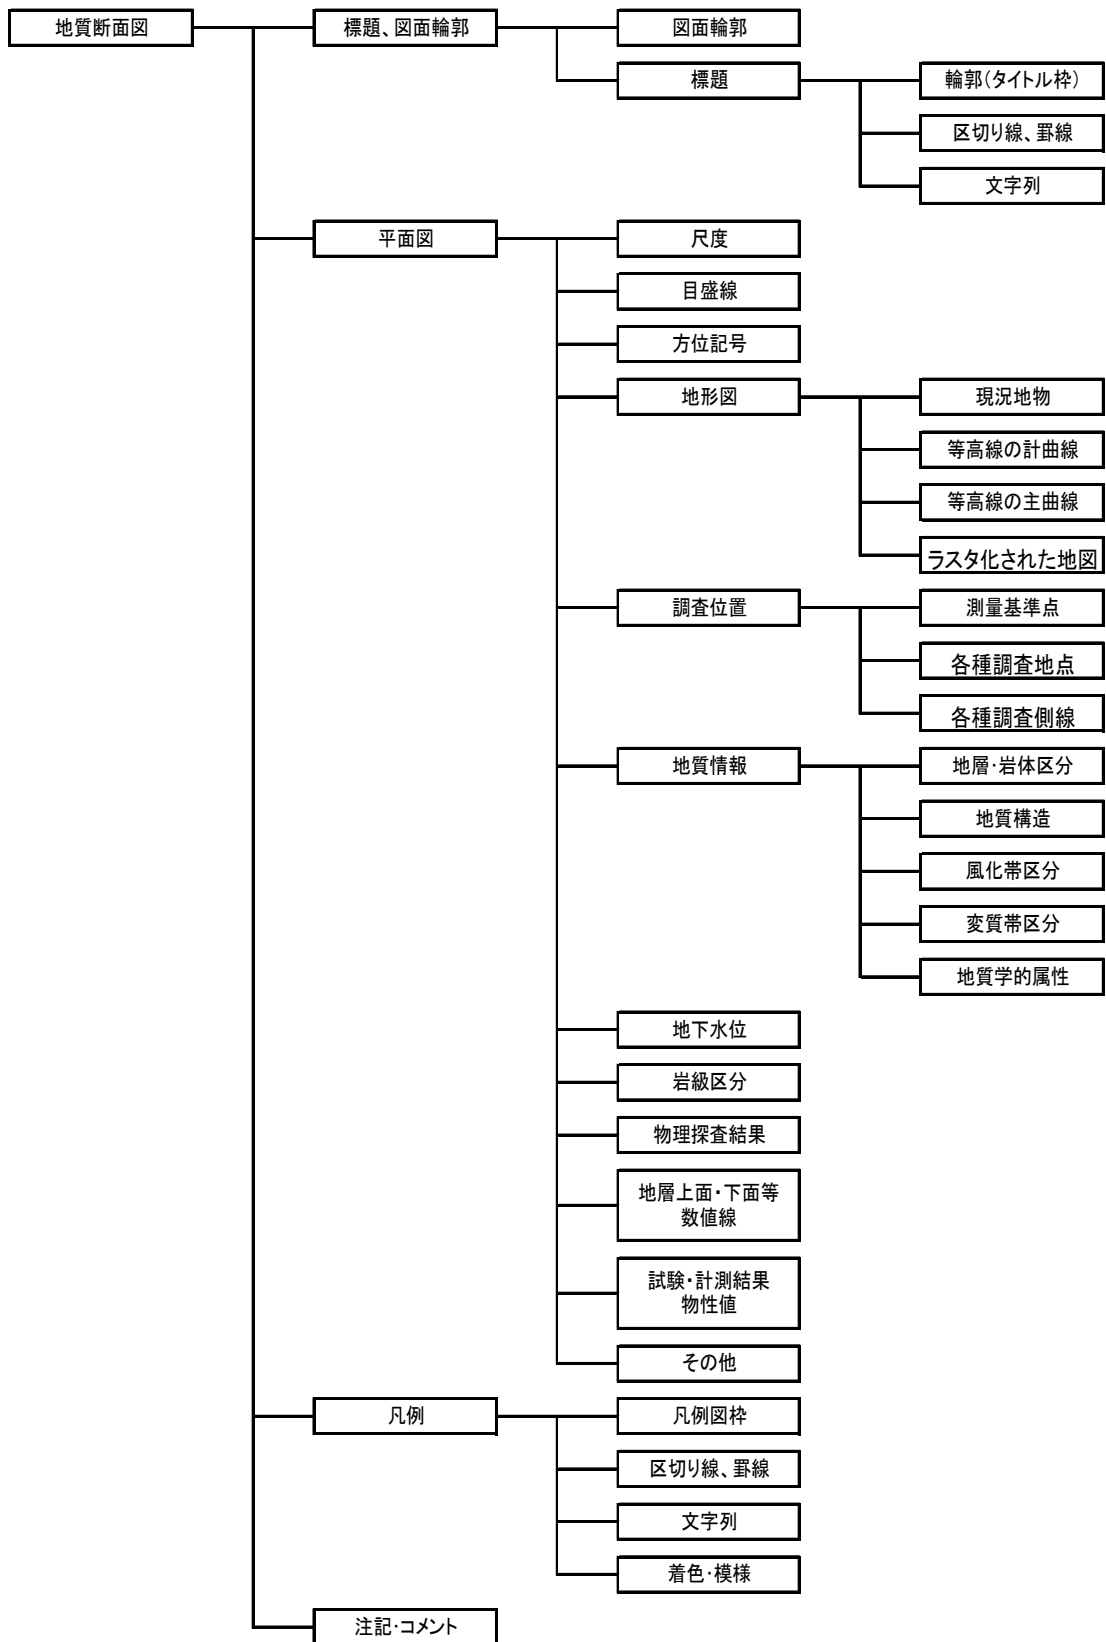 地質断面図
標題、図面輪郭
図面輪郭
標題
輪郭(タイトル枠)
区切り線、罫線
文字列
平面図
尺度
目盛線
方位記号
地形図
現況地物
等高線の計曲線
等高線の主曲線
ラスタ化された地図
調査位置
測量基準点
各種調査地点
各種調査側線
地質情報
地層・岩体区分
地質構造
風化帯区分
変質帯区分
地質学的属性
地下水位
岩級区分
物理探査結果
地層上面・下面等
数値線
試験・計測結果
物性値
その他
凡例
凡例図枠
区切り線、罫線
文字列
着色・模様
注記・コメント